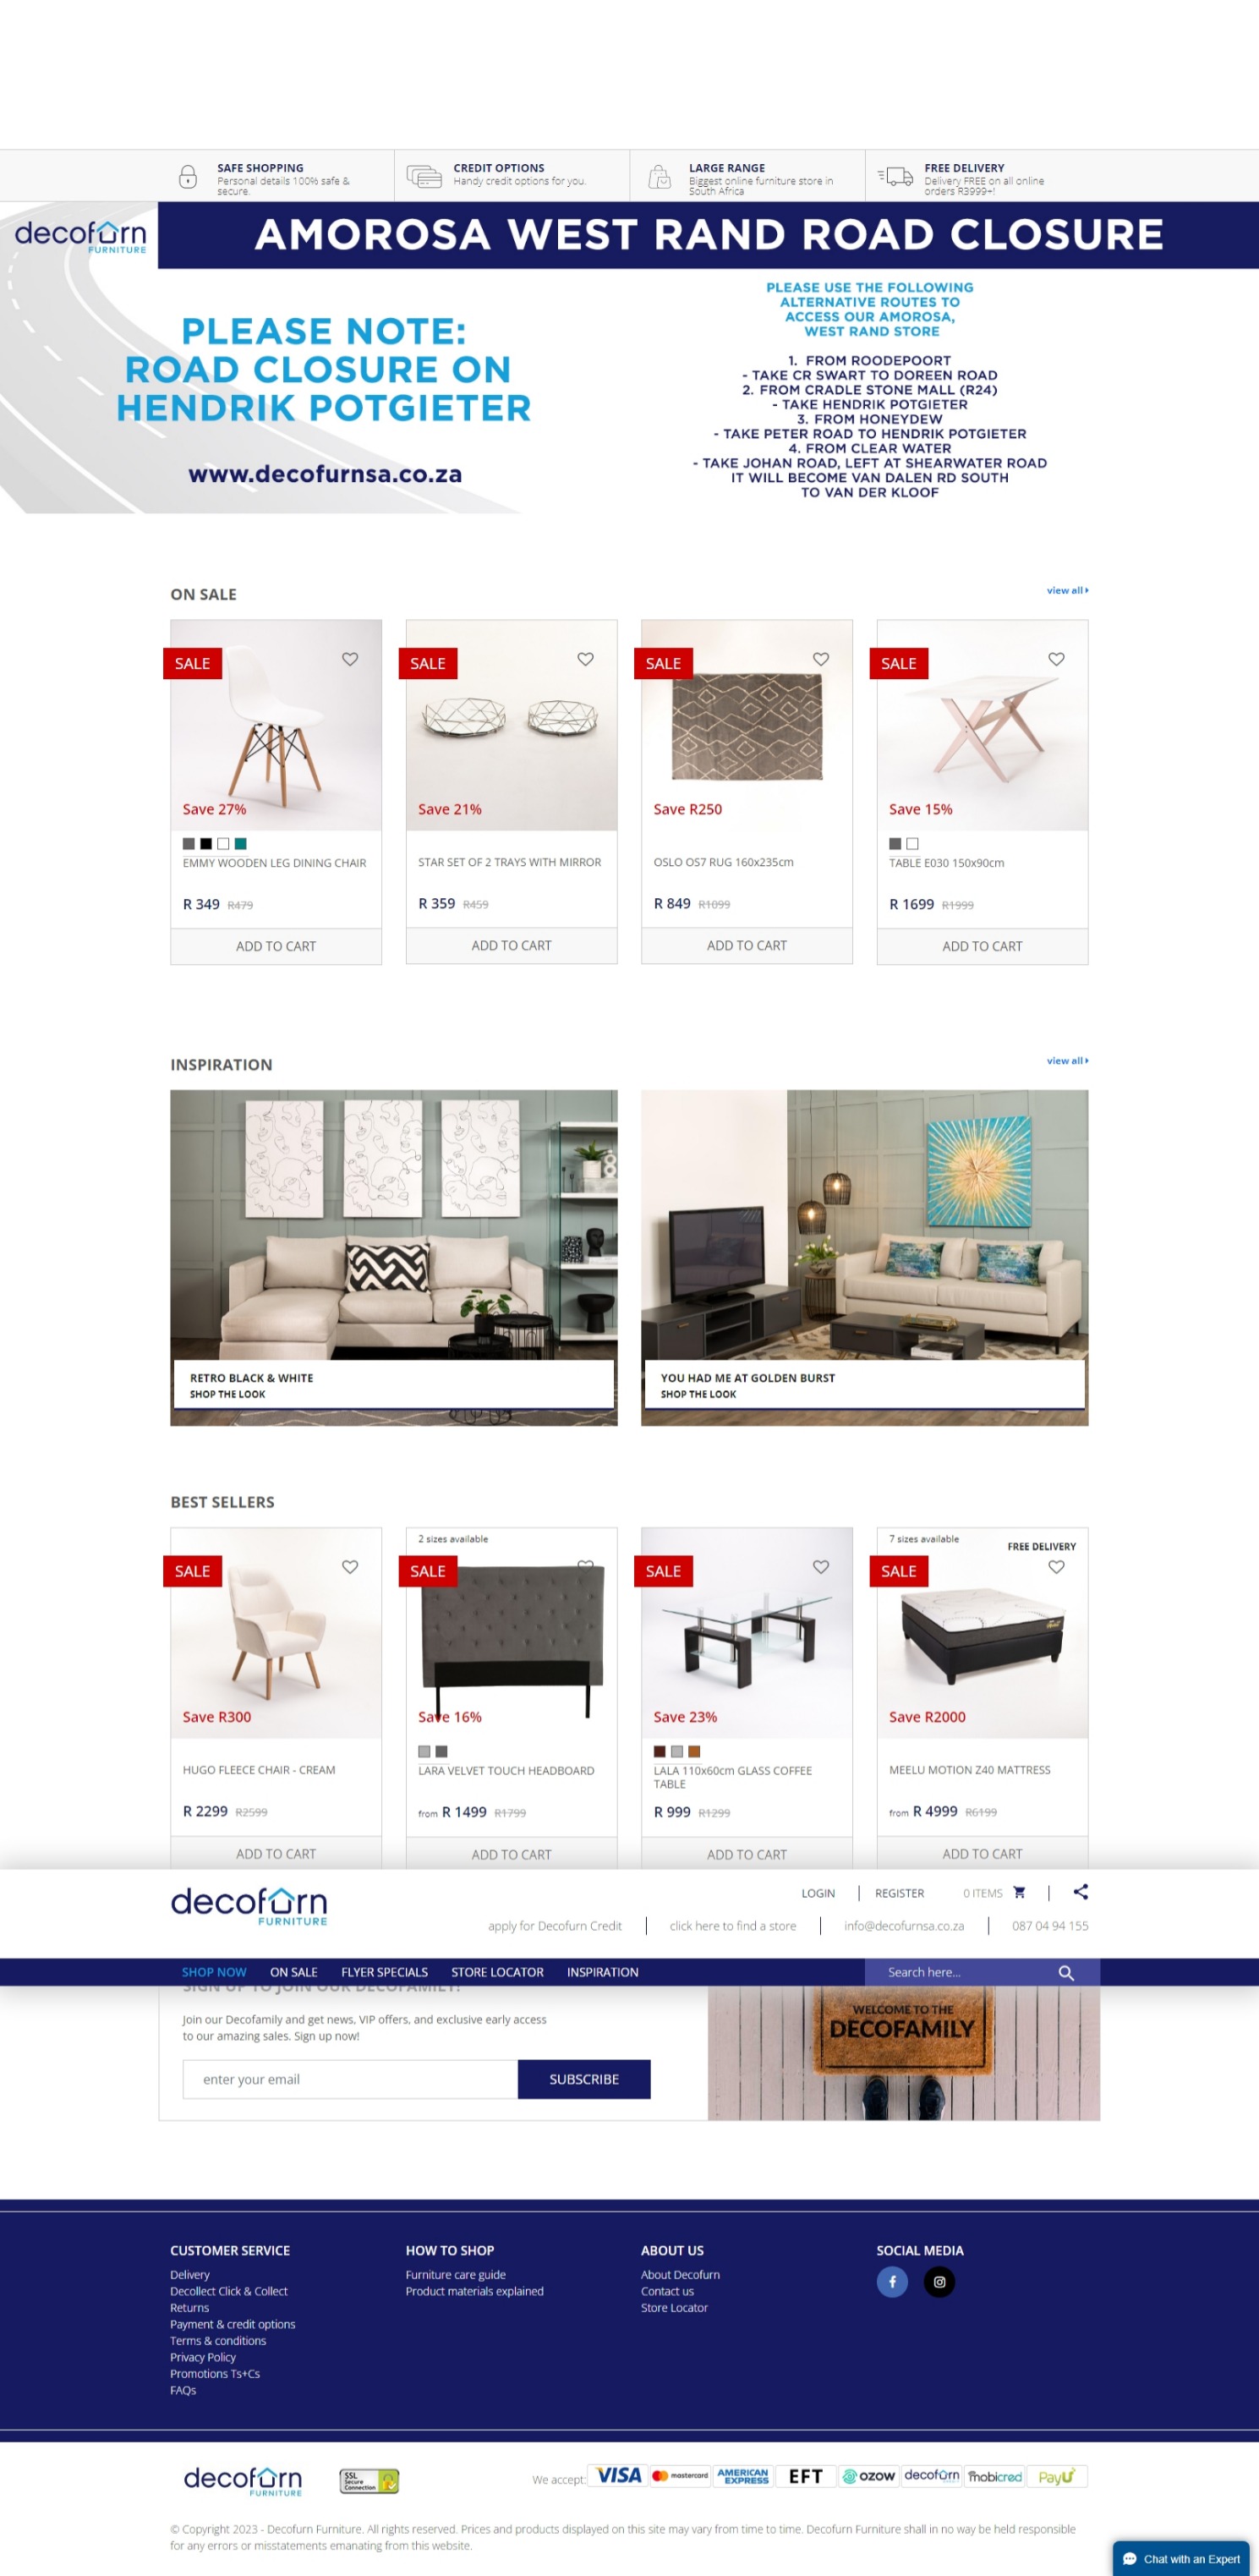 SAFE SHOPPING
Personal details 100% safe &
secure.
CREDIT OPTIONS
Handy credit options for you.
LARGE RANGE
Biggest online furniture store in
South Africa
FREE DELIVERY
Delivery FREE on all online
orders R3999+!
decofurn
FURNITURE
AMOROSA WEST RAND ROAD CLOSURE
PLEASE NOTE:
ROAD CLOSURE ON
HENDRIK POTGIETER
www.decofurnsa.co.za
PLEASE USE THE FOLLOWING
ALTERNATIVE ROUTES TO
ACCESS OUR AMOROSA,
WEST RAND STORE
1. FROM ROODEPOORT
- TAKE CR SWART TO DOREEN ROAD
2. FROM CRADLE STONE MALL (R24)
- TAKE HENDRIK POTGIETER
3. FROM HONEYDEW
- TAKE PETER ROAD TO HENDRIK POTGIETER
4. FROM CLEAR WATER
- TAKE JOHAN ROAD, LEFT AT SHEARWATER ROAD
IT WILL BECOME VAN DALEN RD SOUTH
TO VAN DER KLOOF
ON SALE
view all
SALE
Save 27%
EMMY WOODEN LEG DINING CHAIR
R 349 R479
ADD TO CART
SALE
Save 21%
STAR SET OF 2 TRAYS WITH MIRROR
R 359 R459
ADD TO CART
SALE
Save R250
OSLO OS7 RUG 160x235cm
R 849 R1099
ADD TO CART
SALE
Save 15%
TABLE E030 150x90cm
R 1699 R1999
ADD TO CART
INSPIRATION
view all
RETRO BLACK & WHITE
SHOP THE LOOK
YOU HAD ME AT GOLDEN BURST
SHOP THE LOOK
BEST SELLERS
SALE
Save R300
HUGO FLEECE CHAIR - CREAM
R 2299 R2599
ADD TO CART
2 sizes available
SALE
Save 16%
LARA VELVET TOUCH HEADBOARD
from R 1499 R1799
ADD TO CART
SALE
Save 23%
LALA 110x60cm GLASS COFFEE
TABLE
R 999 R1299
ADD TO CART
7 sizes available
FREE DELIVERY
SALE
Save R2000
MEELU MOTION Z40 MATTRESS
from R 4999 R6199
ADD TO CART
decofurn
FURNITURE
LOGIN
REGISTER
0 ITEMS
apply for Decofurn Credit
click here to find a store
info@decofurnsa.co.za
087 04 94 155
SHOP NOW
ON SALE
FLYER SPECIALS
STORE LOCATOR
INSPIRATION
Search here...
SIGN UP TO JOIN OUR DECOFAMILY!
Join our Decofamily and get news, VIP offers, and exclusive early access
to our amazing sales. Sign up now!
enter your email
SUBSCRIBE
WELCOME TO THE
DECOFAMILY
CUSTOMER SERVICE
Delivery
Decollect Click & Collect
Returns
Payment & credit options
Terms & conditions
Privacy Policy
Promotions Ts+Cs
FAQs
HOW TO SHOP
Furniture care guide
Product materials explained
ABOUT US
About Decofurn
Contact us
Store Locator
SOCIAL MEDIA
decofurn
FURNITURE
SSL
Secure
Connection
We accept:
VISA
mastercard
AMERICAN
EXPRESS
EFT
ozow
decofurn
mobicred
PayU
© Copyright 2023 - Decofurn Furniture. All rights reserved. Prices and products displayed on this site may vary from time to time. Decofurn Furniture shall in no way be held responsible
for any errors or misstatements emanating from this website.
Chat with an Expert